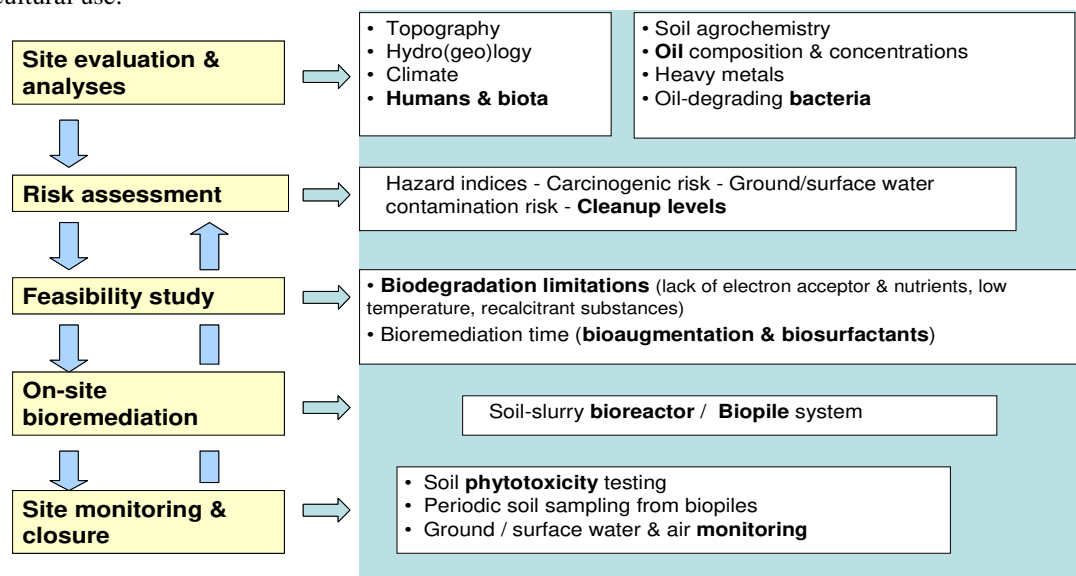 cultural use.
Site evaluation &
analyses
• Topography
• Hydro(geo)logy
• Climate
• Humans & biota
• Soil agrochemistry
• Oil composition & concentrations
• Heavy metals
• Oil-degrading bacteria
Risk assessment
Hazard indices - Carcinogenic risk - Ground/surface water
contamination risk - Cleanup levels
Feasibility study
• Biodegradation limitations (lack of electron acceptor & nutrients, low
temperature, recalcitrant substances)
• Bioremediation time (bioaugmentation & biosurfactants)
On-site
bioremediation
Soil-slurry bioreactor / Biopile system
Site monitoring &
closure
• Soil phytotoxicity testing
• Periodic soil sampling from biopiles
• Ground / surface water & air monitoring